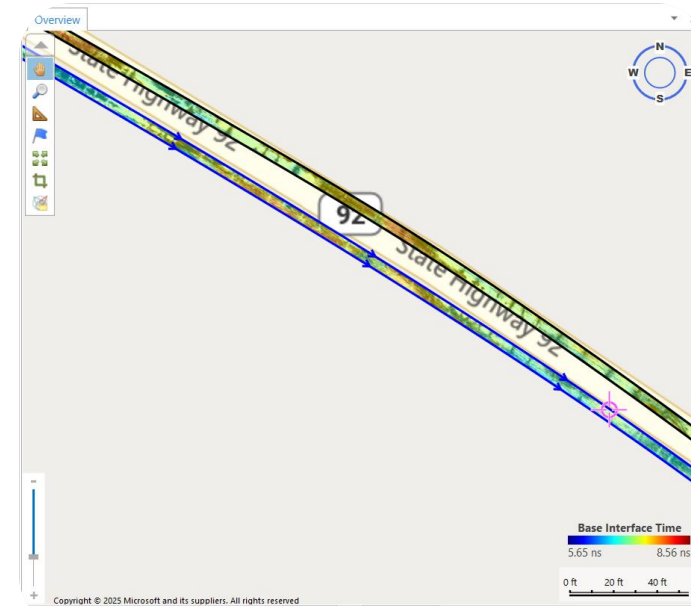 Overview
N
W E
S
State Highway 92
92
State Highway 92
Base Interface Time
5.65 ns 8.56 ns
0 ft 20 ft 40 ft
Copyright © 2025 Microsoft and its suppliers. All rights reserved